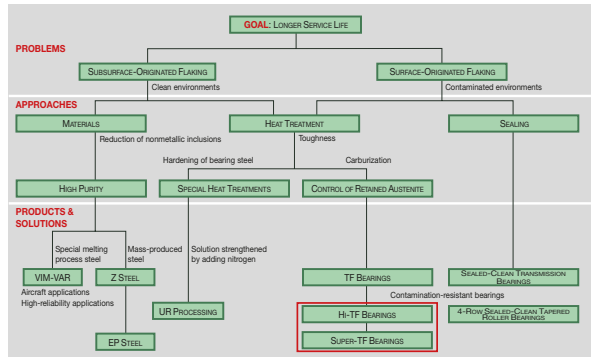 GOAL: LONGER SERVICE LIFE
PROBLEMS
SUBSURFACE-ORIGINATED FLAKING
SURFACE-ORIGINATED FLAKING
Clean environments
Contaminated environments
APPROACHES
MATERIALS
HEAT TREATMENT
SEALING
Reduction of nonmetallic inclusions
Toughness
Hardening of bearing steel
Carburization
HIGH PURITY
SPECIAL HEAT TREATMENTS
CONTROL OF RETAINED AUSTENITE
PRODUCTS &
SOLUTIONS
Special melting
process steel
Mass-produced
steel
Solution strengthened
by adding nitrogen
VIM-VAR
Z STEEL
TF BEARINGS
SEALED-CLEAN TRANSMISSION
BEARINGS
Aircraft applications
High-reliability applications
Contamination-resistant bearings
UR PROCESSING
HI-TF BEARINGS
4-ROW SEALED-CLEAN TAPERED
ROLLER BEARINGS
EP STEEL
SUPER-TF BEARINGS